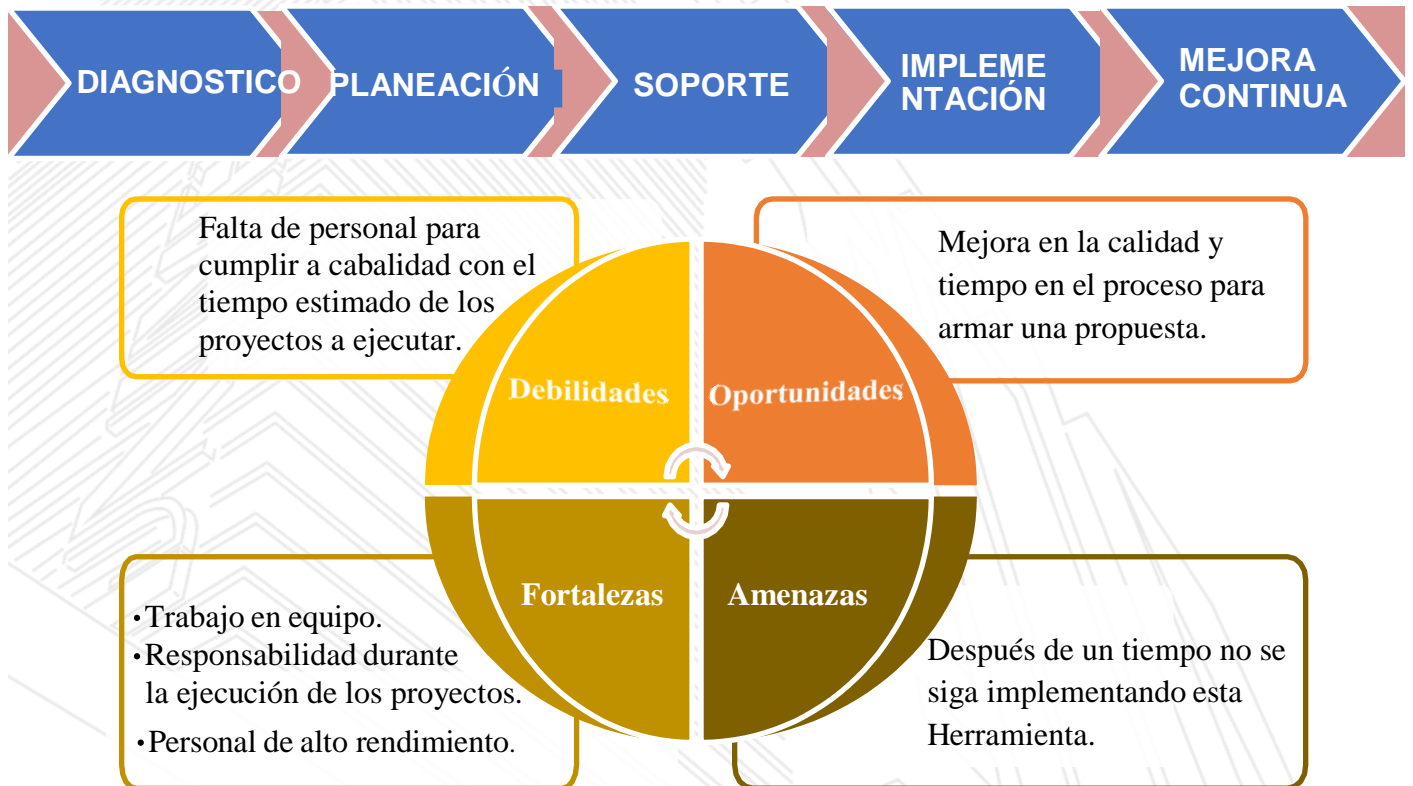 DIAGNOSTICO
PLANEACIÓN
SOPORTE
IMPLEME
NTACIÓN
MEJORA
CONTINUA
Falta de personal para
cumplir a cabalidad con el
tiempo estimado de los
proyectos a ejecutar.
Mejora en la calidad y
tiempo en el proceso para
armar una propuesta.
Debilidades
Oportunidades
Fortalezas
Amenazas
•Trabajo en equipo.
•Responsabilidad durante
la ejecución de los proyectos.
•Personal de alto rendimiento.
Después de un tiempo no se
siga implementando esta
Herramienta.